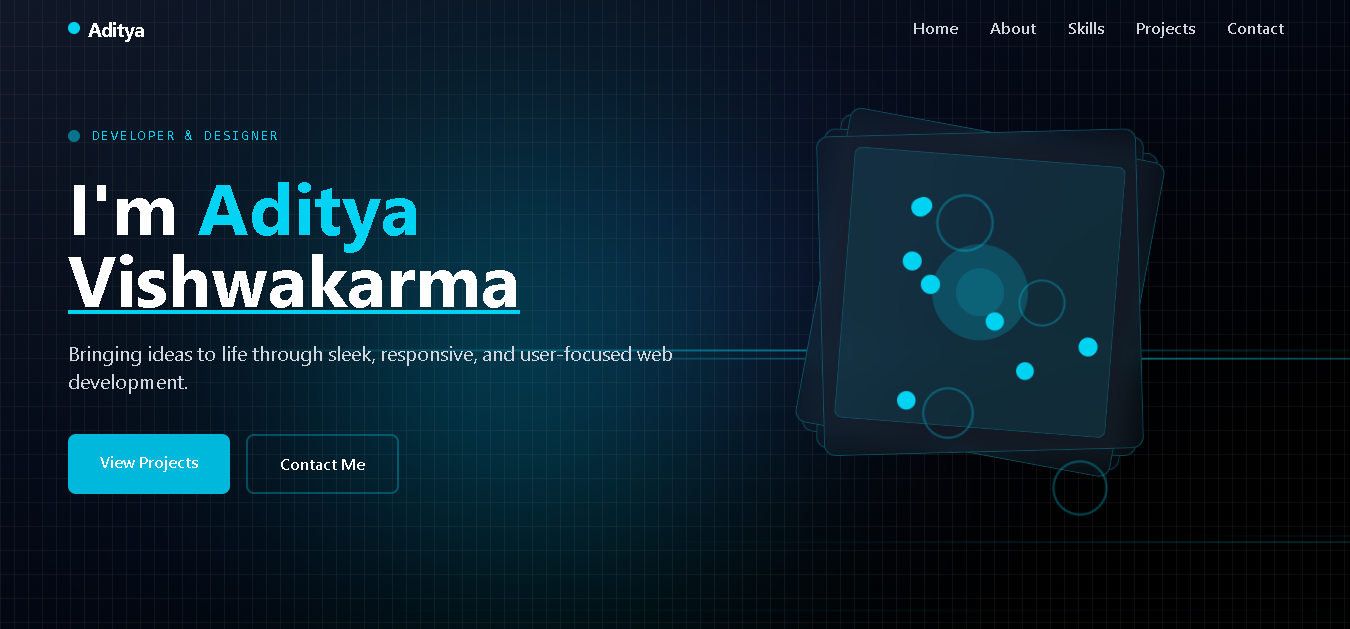 Aditya
Home About Skills Projects Contact
DEVELOPER & DESIGNER
I'm Aditya
Vishwakarma
Bringing ideas to life through sleek, responsive, and user-focused web
development.
View Projects Contact Me